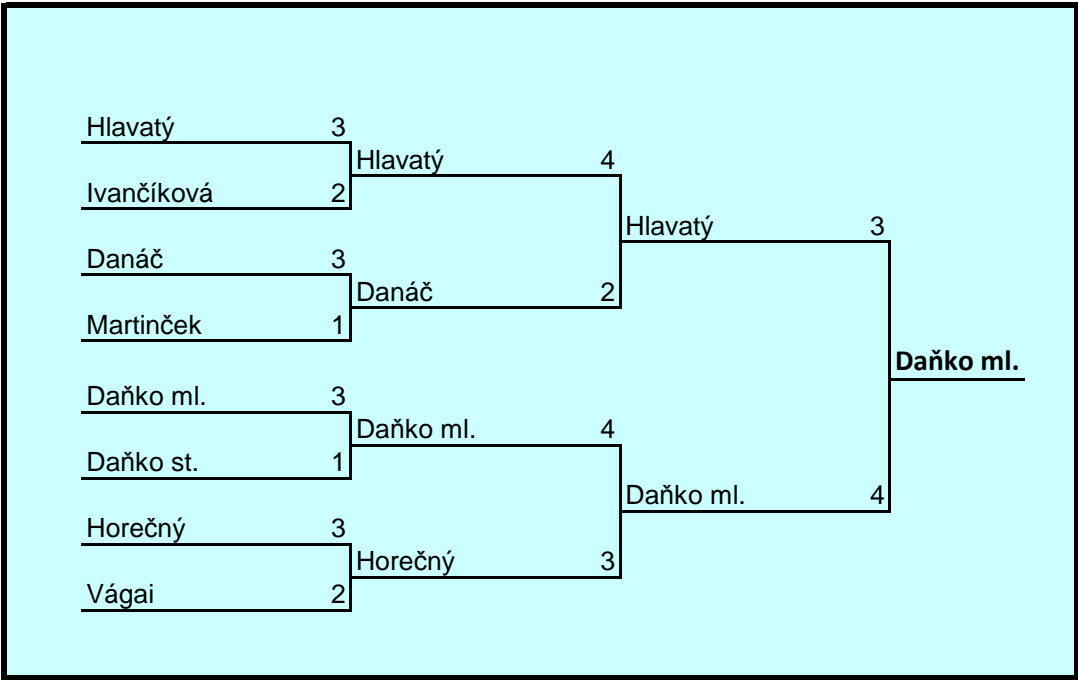 Hlavatý 3
Hlavatý 4
Ivančíková 2
Hlavatý 3
Danáč 3
Danáč 2
Martinček 1
Daňko ml.
Daňko ml. 3
Daňko ml. 4
Daňko st. 1
Daňko ml. 4
Horečný 3
Horečný 3
Vágai 2